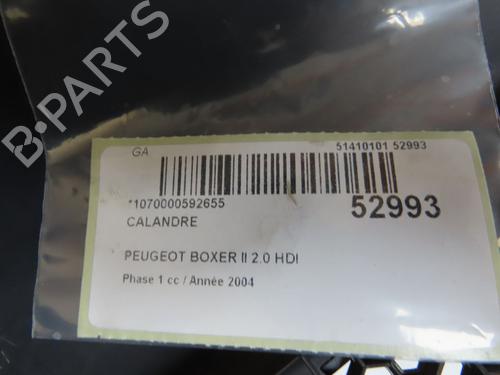 GA
51410101 52993
*1070000592655
52993
CALANDRE
PEUGEOT BOXER II 2.0 HDI
Phase 1 cc / Année 2004
B-PARTS